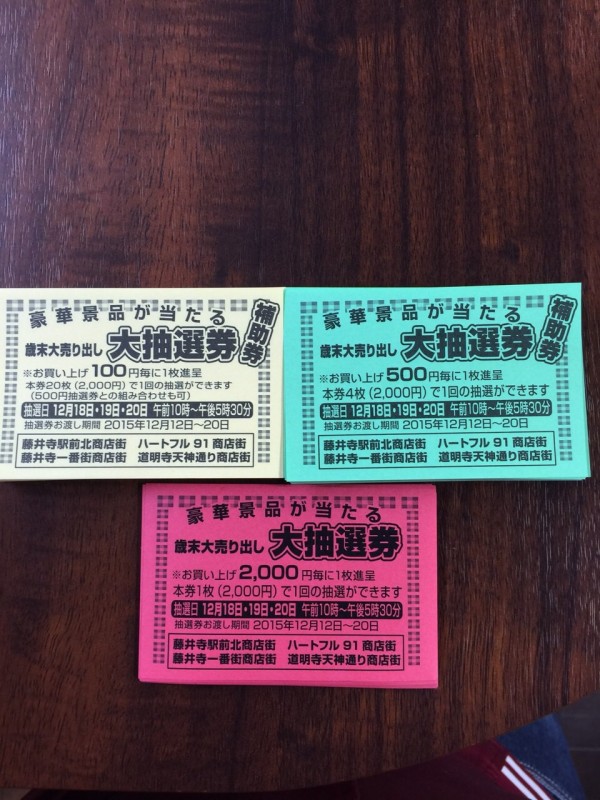 豪華景品が当たる
補助券
歳末大売り出し 大抽選券
※お買い上げ100円毎に1枚進呈
本券20枚(2,000円)で1回の抽選ができます
(500円抽選券との組み合わせも可)
抽選日 12月18日・19日・20日 午前10時〜午後5時30分
抽選券お渡し期間 2015年12月12日〜20日
藤井寺駅前北商店街 ハートフル91商店街
藤井寺一番街商店街 道明寺天神通り商店街
豪華景品が当たる
補助券
歳末大売り出し 大抽選券
※お買い上げ500円毎に1枚進呈
本券4枚(2,000円)で1回の抽選ができます
抽選日 12月18日・19日・20日 午前10時〜午後5時30分
抽選券お渡し期間 2015年12月12日〜20日
藤井寺駅前北商店街 ハートフル91商店街
藤井寺一番街商店街 道明寺天神通り商店街
豪華景品が当たる
歳末大売り出し 大抽選券
※お買い上げ2,000円毎に1枚進呈
本券1枚(2,000円)で1回の抽選ができます
抽選日 12月18日・19日・20日 午前10時〜午後5時30分
抽選券お渡し期間 2015年12月12日〜20日
藤井寺駅前北商店街 ハートフル91商店街
藤井寺一番街商店街 道明寺天神通り商店街